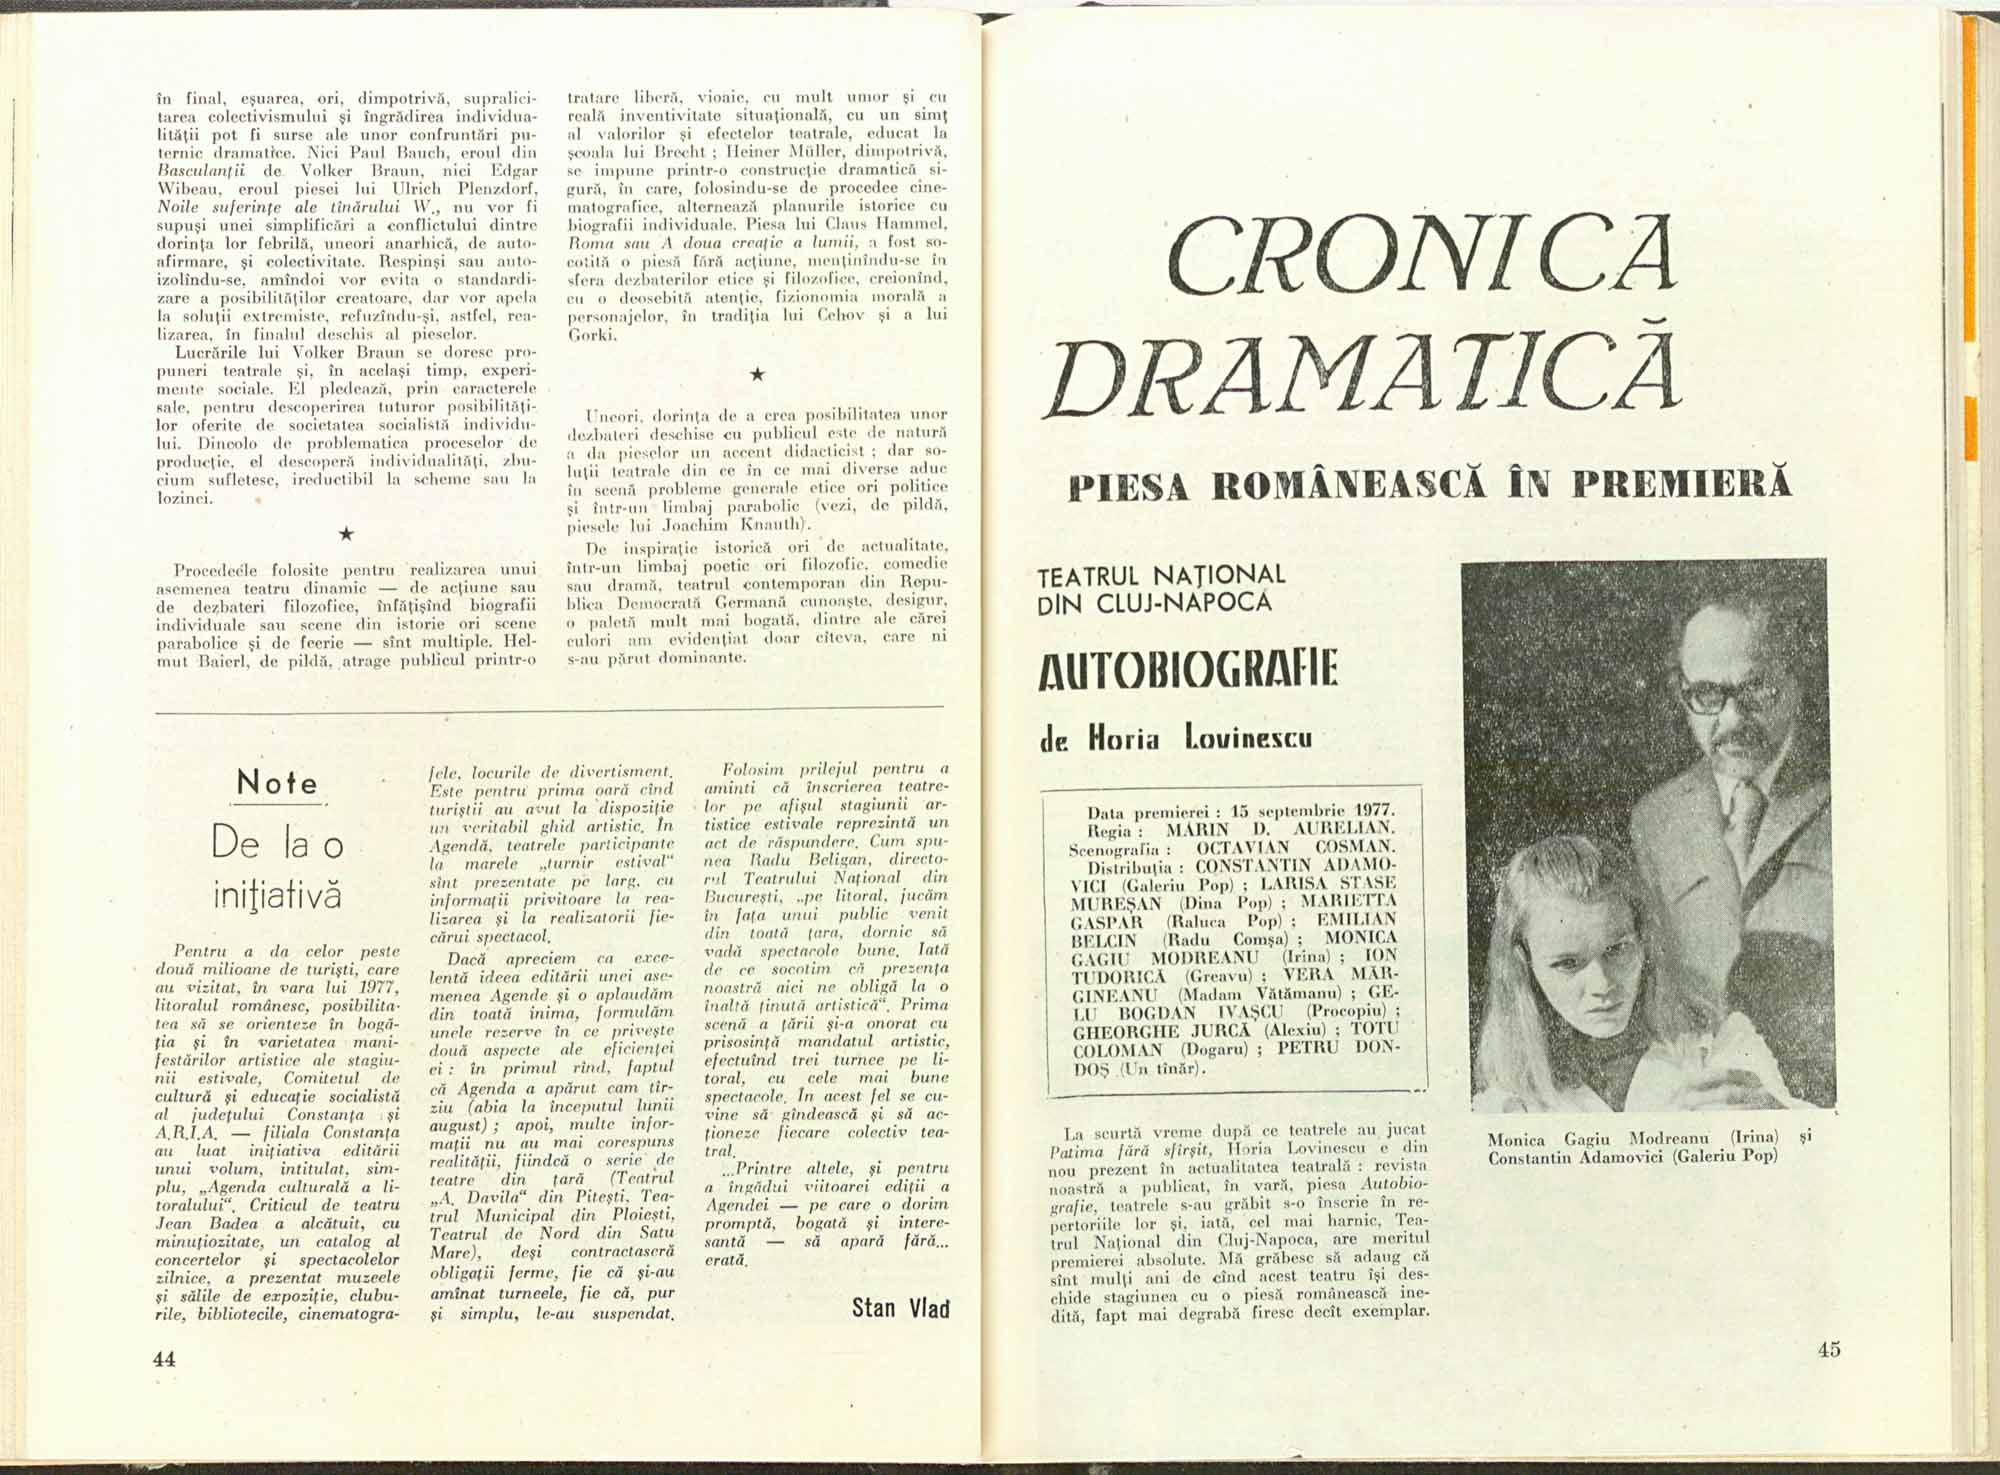 în final, eşuarea, ori, dimpotrivă, supralici-
tarea colectivismului şi îngrădirea individua-
lităţii pot fi surse ale unor confruntări pu-
ternic dramatice. Nici Paul Bauch, eroul din
Basculanţii de Volker Braun, nici Edgar
Wibeau, eroul piesei lui Ulrich Plenzdorf,
Noile suferinţe ale tînărului W., nu vor fi
supuşi unei simplificări a conflictului dintre
dorinţa lor febrilă, uneori anarhică, de auto-
afirmare, şi colectivitate. Respinşi sau auto-
izolîndu-se, amîndoi vor evita o standardi-
zare a posibilităţilor creatoare, dar vor apela
la soluţii extremiste, refuzîndu-şi, astfel, rea-
lizarea, în finalul deschis al pieselor.
Lucrările lui Volker Braun se doresc pro-
puneri teatrale şi, în acelaşi timp, experi-
mente sociale. El pledează, prin caracterele
sale, pentru descoperirea tuturor posibilităţi-
lor oferite de societatea socialistă individu-
lui. Dincolo de problematica proceselor de
producţie, el descoperă individualităţi, zbu-
cium sufletesc, ireductibil la scheme sau la
lozinci.
★
Procedeele folosite pentru realizarea unui
asemenea teatru dinamic — de acţiune sau
de dezbateri filozofice, înfăţişînd biografii
individuale sau scene din istorie ori scene
parabolice şi de feerie — sînt multiple. Hel-
mut Baierl, de pildă, atrage publicul printr-o
tratare liberă, vioaie, cu mult umor şi cu
reală inventivitate situaţională, cu un simţ
al valorilor şi efectelor teatrale, educat la
şcoala lui Brecht ; Heiner Müller, dimpotrivă,
se impune printr-o construcţie dramatică si-
gură, în care, folosindu-se de procedee cine-
matografice, alternează planurile istorice cu
biografii individuale. Piesa lui Claus Hammel,
Roma sau A doua creaţie a lumii, a fost so-
cotită o piesă fără acţiune, menţinîndu-se în
sfera dezbaterilor etice şi filozofice, creionînd,
cu o deosebită atenţie, fizionomia morală a
personajelor, în tradiţia lui Cehov şi a lui
Gorki.
★
Uneori, dorinţa de a crea posibilitatea unor
dezbateri deschise cu publicul este de natură
a da pieselor un accent didacticist ; dar so-
luţii teatrale din ce în ce mai diverse aduc
în scenă probleme generale etice ori politice
şi într-un limbaj parabolic (vezi, de pildă,
piesele lui Joachim Knauth).
De inspiraţie istorică ori de actualitate,
într-un limbaj poetic ori filozofic, comedie
sau dramă, teatrul contemporan din Repu-
blica Democrată Germană cunoaşte, desigur,
o paletă mult mai bogată, dintre ale cărei
culori am evidenţiat doar cîteva, care ni
s-au părut dominante.
Note
De la o
iniţiativă
Pentru a da celor peste
două milioane de turişti, care
au vizitat, în vara lui 1977,
litoralul românesc, posibilita-
tea să se orienteze în bogă-
ţia şi în varietatea mani-
festărilor artistice ale stagiu-
nii estivale, Comitetul de
cultură şi educaţie socialistă
al judeţului Constanţa şi
A.R.I.A. — filiala Constanţa
au luat iniţiativa editării
unui volum, intitulat, sim-
plu, „Agenda culturală a li-
toralului“. Criticul de teatru
Jean Badea a alcătuit, cu
minuţiozitate, un catalog al
concertelor şi spectacolelor
zilnice, a prezentat muzeele
şi sălile de expoziţie, clubu-
rile, bibliotecile, cinematogra-
fele, locurile de divertisment.
Este pentru prima oară cînd
turiştii au avut la dispoziţie
un veritabil ghid artistic. În
Agendă, teatrele participante
la marele „turnir estival“
sînt prezentate pe larg, cu
informaţii privitoare la rea-
lizarea şi la realizatorii fie-
cărui spectacol.
Dacă apreciem ca exce-
lentă ideea editării unei ase-
menea Agende şi o aplaudăm
din toată inima, formulăm
unele rezerve în ce priveşte
două aspecte ale eficienţei
ei : în primul rînd, faptul
că Agenda a apărut cam tîr-
ziu (abia la începutul lunii
august) ; apoi, multe infor-
maţii nu au mai corespuns
realităţii, fiindcă o serie de
teatre din ţară (Teatrul
„A. Davila“ din Piteşti, Tea-
trul Municipal din Ploieşti,
Teatrul de Nord din Satu
Mare), deşi contractaseră
obligaţii ferme, fie că şi-au
amînat turneele, fie că, pur
şi simplu, le-au suspendat.
Folosim prilejul pentru a
aminti că înscrierea teatre-
lor pe afişul stagiunii ar-
tistice estivale reprezintă un
act de răspundere. Cum spu-
nea Radu Beligan, directo-
rul Teatrului Naţional din
Bucureşti, „pe litoral, jucăm
în faţa unui public venit
din toată ţara, dornic să
vadă spectacole bune. Iată
de ce socotim că prezenţa
noastră aici ne obligă la o
înaltă ţinută artistică“. Prima
scenă a ţării şi-a onorat cu
prisosinţă mandatul artistic,
efectuînd trei turnee pe li-
toral, cu cele mai bune
spectacole. În acest fel se cu-
vine să gîndească şi să ac-
ţioneze fiecare colectiv tea-
tral.
...Printre altele, şi pentru
a îngădui viitoarei ediţii a
Agendei — pe care o dorim
promptă, bogată şi intere-
santă — să apară fără...
erată.
Stan Vlad
44
CRONICA
DRAMATICĂ
PIESA ROMÂNEASCĂ ÎN PREMIERĂ
TEATRUL NAŢIONAL
DIN CLUJ-NAPOCA
AUTOBIOGRAFIE
de Horia Lovinescu
Data premierei : 15 septembrie 1977.
Regia : MARIN D. AURELIAN.
Scenografia : OCTAVIAN COSMAN.
Distribuţia : CONSTANTIN ADAMO-
VICI (Galeriu Pop) ; LARISA STASE
MUREŞAN (Dina Pop) ; MARIETTA
GASPAR (Raluca Pop) ; EMILIAN
BELCIN (Radu Comşa) ; MONICA
GAGIU MODREANU (Irina) ; ION
TUDORICĂ (Greavu) ; VERA MĂR-
GINEANU (Madam Vătămanu) ; GE-
LU BOGDAN IVAŞCU (Procopiu) ;
GHEORGHE JURCĂ (Alexiu) ; TOTU
COLOMAN (Dogaru) ; PETRU DON-
DOŞ (Un tînăr).
La scurtă vreme după ce teatrele au jucat
Patima fără sfîrşit, Horia Lovinescu e din
nou prezent în actualitatea teatrală : revista
noastră a publicat, în vară, piesa Autobio-
grafie, teatrele s-au grăbit s-o înscrie în re-
pertoriile lor şi, iată, cel mai harnic, Tea-
trul Naţional din Cluj-Napoca, are meritul
premierei absolute. Mă grăbesc să adaug că
sînt mulţi ani de cînd acest teatru îşi des-
chide stagiunea cu o piesă românească ine-
dită, fapt mai degrabă firesc decît exemplar.
Monica Gagiu Modreanu (Irina) şi
Constantin Adamovici (Galeriu Pop)
45